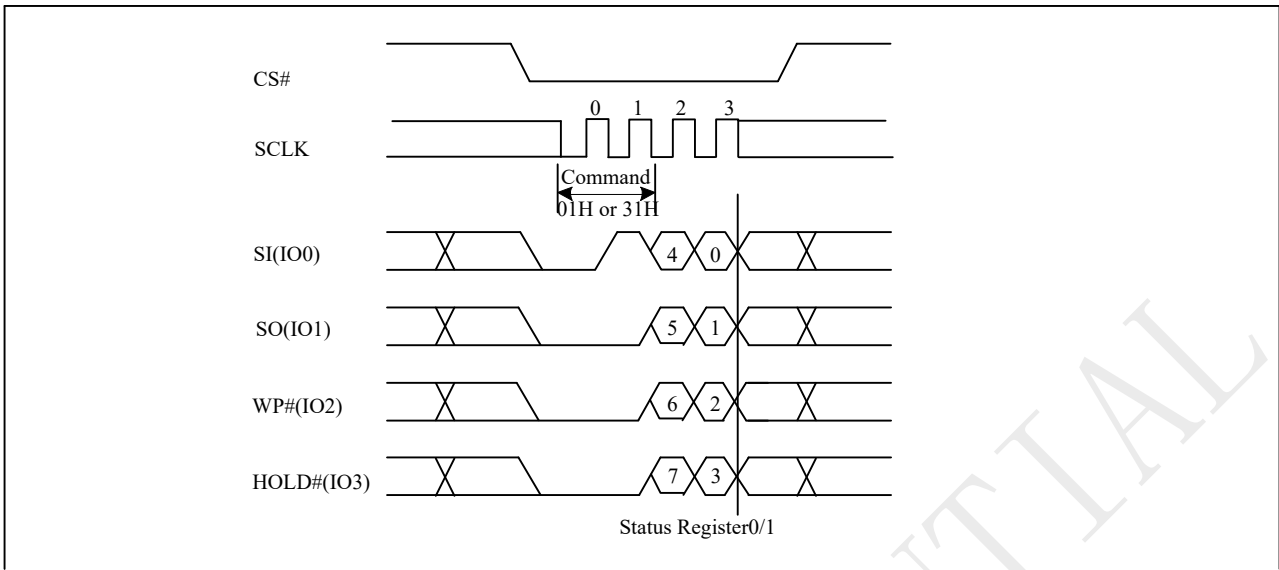 CS#
0 1 2 3
SCLK
Command
01H or 31H
SI(IO0) 4 0
SO(IO1) 5 1
WP#(IO2) 6 2
HOLD#(IO3) 7 3
Status Register0/1
NTIAL